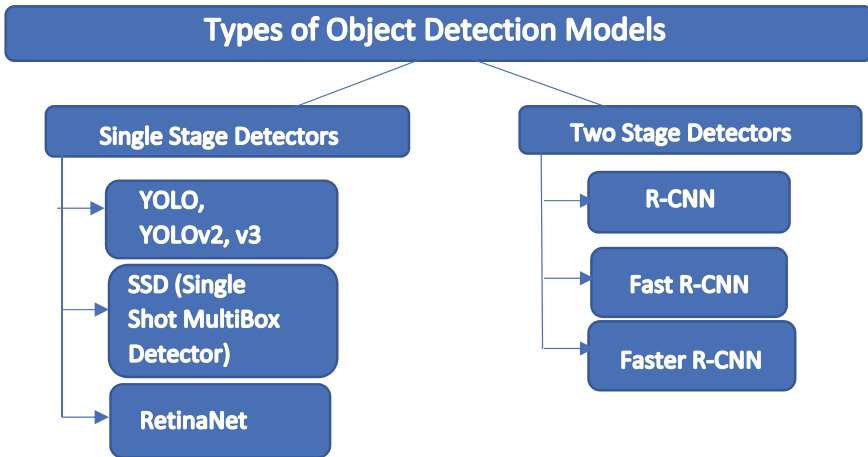 Types of Object Detection Models
Single Stage Detectors
YOLO,
YOLOv2, v3
SSD (Single
Shot MultiBox
Detector)
RetinaNet
Two Stage Detectors
R-CNN
Fast R-CNN
Faster R-CNN